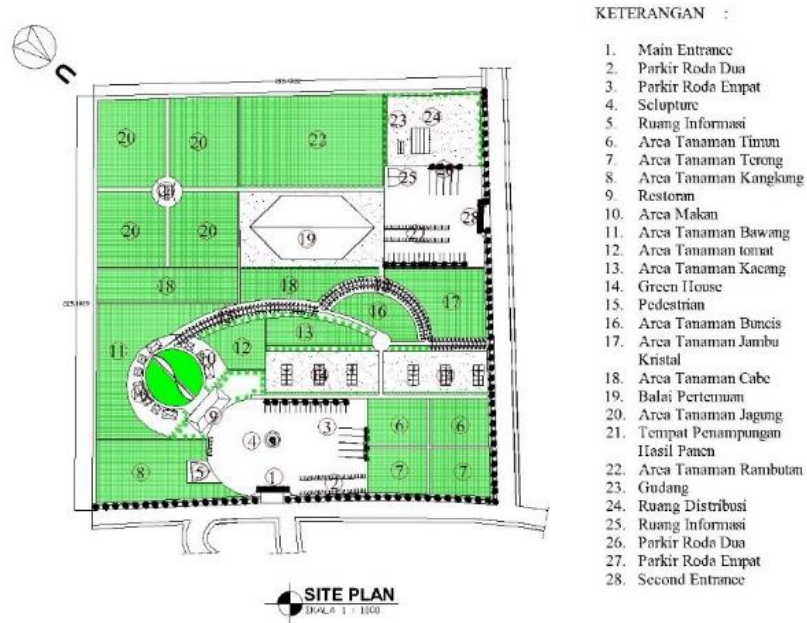 KETERANGAN :
1. Main Entrance
2. Parkir Roda Dua
3. Parkir Roda Empat
4. Sclupture
5. Ruang Informasi
6. Area Tanaman Timun
7. Area Tanaman Terong
8. Area Tanaman Kangkung
9. Restoran
10. Area Makan
11. Area Tanaman Bawang
12. Area Tanaman tomat
13. Area Tanaman Kacang
14. Green House
15. Pedestrian
16. Area Tanaman Buncis
17. Area Tanaman Jambu
Kristal
18. Area Tanaman Cabe
19. Balai Pertemuan
20. Area Tanaman Jagung
21. Tempat Penampungan
Hasil Panen
22. Area Tanaman Rambutan
23. Gudang
24. Ruang Distribusi
25. Ruang Informasi
26. Parkir Roda Dua
27. Parkir Roda Empat
28. Second Entrance
U
20 20 22 23 24
25
28
20 20 19
18 18 17
16
11 12 13
9
4 3 6 6
8 5 1 2 7 7
SITE PLAN
SKALA 1 : 1000